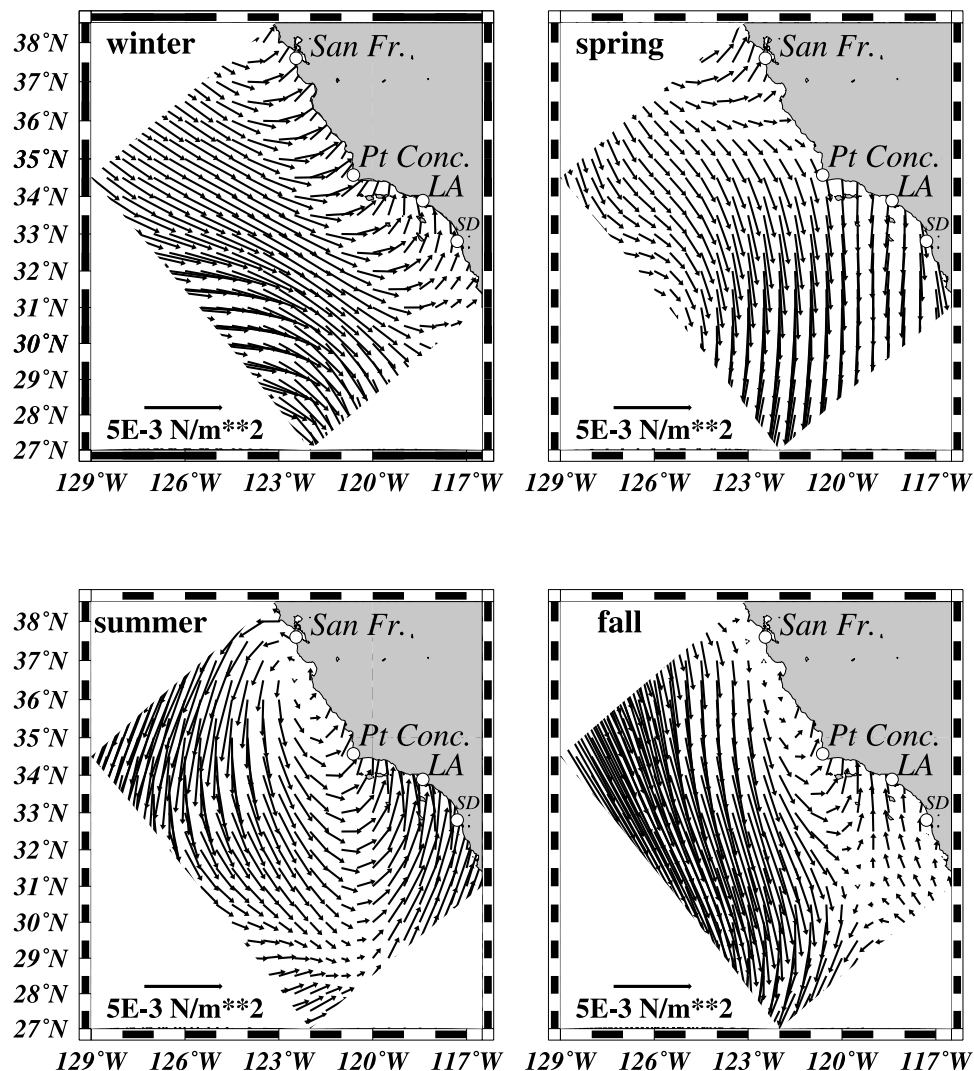 38°N
37°N
36°N
35°N
34°N
33°N
32°N
31°N
30°N
29°N
28°N
27°N
winter
San Fr.
Pt Conc.
LA
SD
5E-3 N/m**2
129°W 126°W 123°W 120°W 117°W
spring
San Fr.
Pt Conc.
LA
SD
5E-3 N/m**2
129°W 126°W 123°W 120°W 117°W
38°N
37°N
36°N
35°N
34°N
33°N
32°N
31°N
30°N
29°N
28°N
27°N
summer
San Fr.
Pt Conc.
LA
SD
5E-3 N/m**2
129°W 126°W 123°W 120°W 117°W
fall
San Fr.
Pt Conc.
LA
SD
5E-3 N/m**2
129°W 126°W 123°W 120°W 117°W